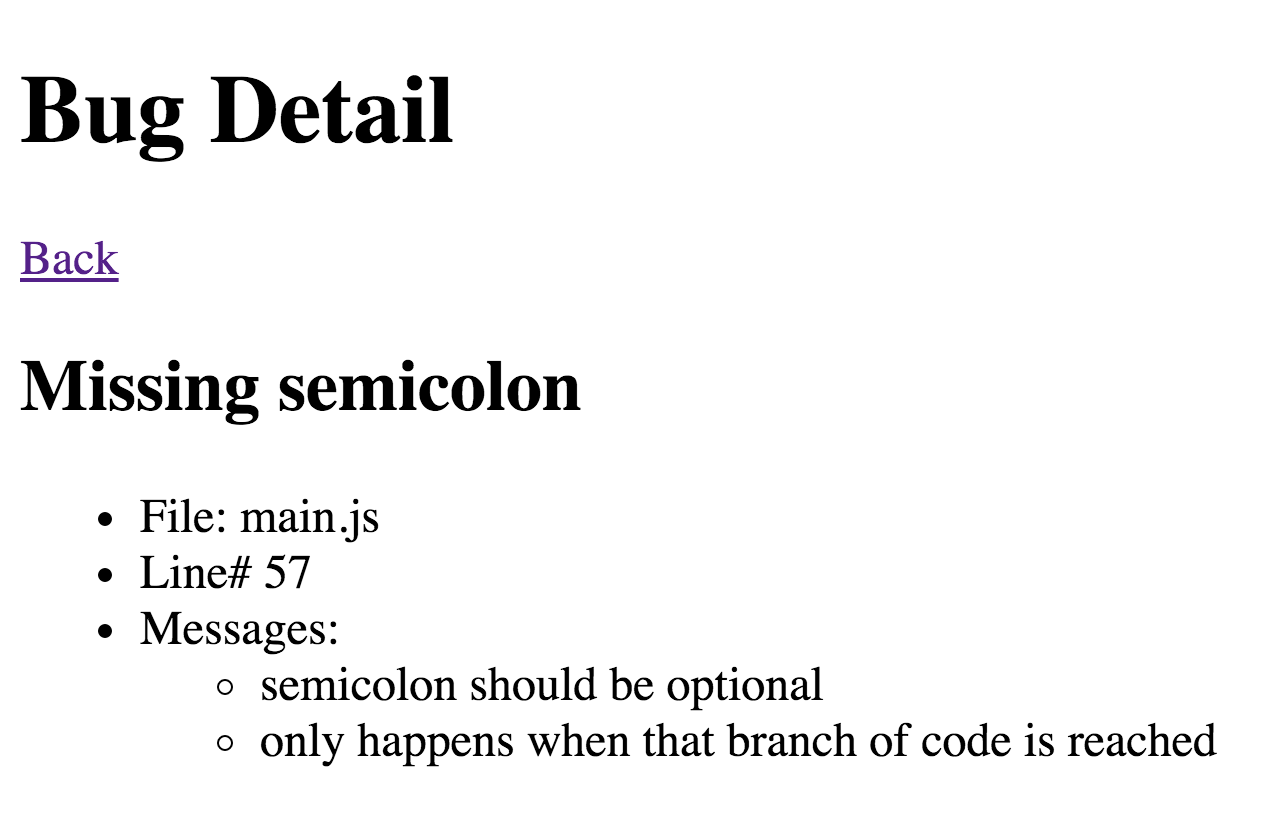 Bug Detail
Back
Missing semicolon
File: main.js
Line# 57
Messages:
semicolon should be optional
only happens when that branch of code is reached